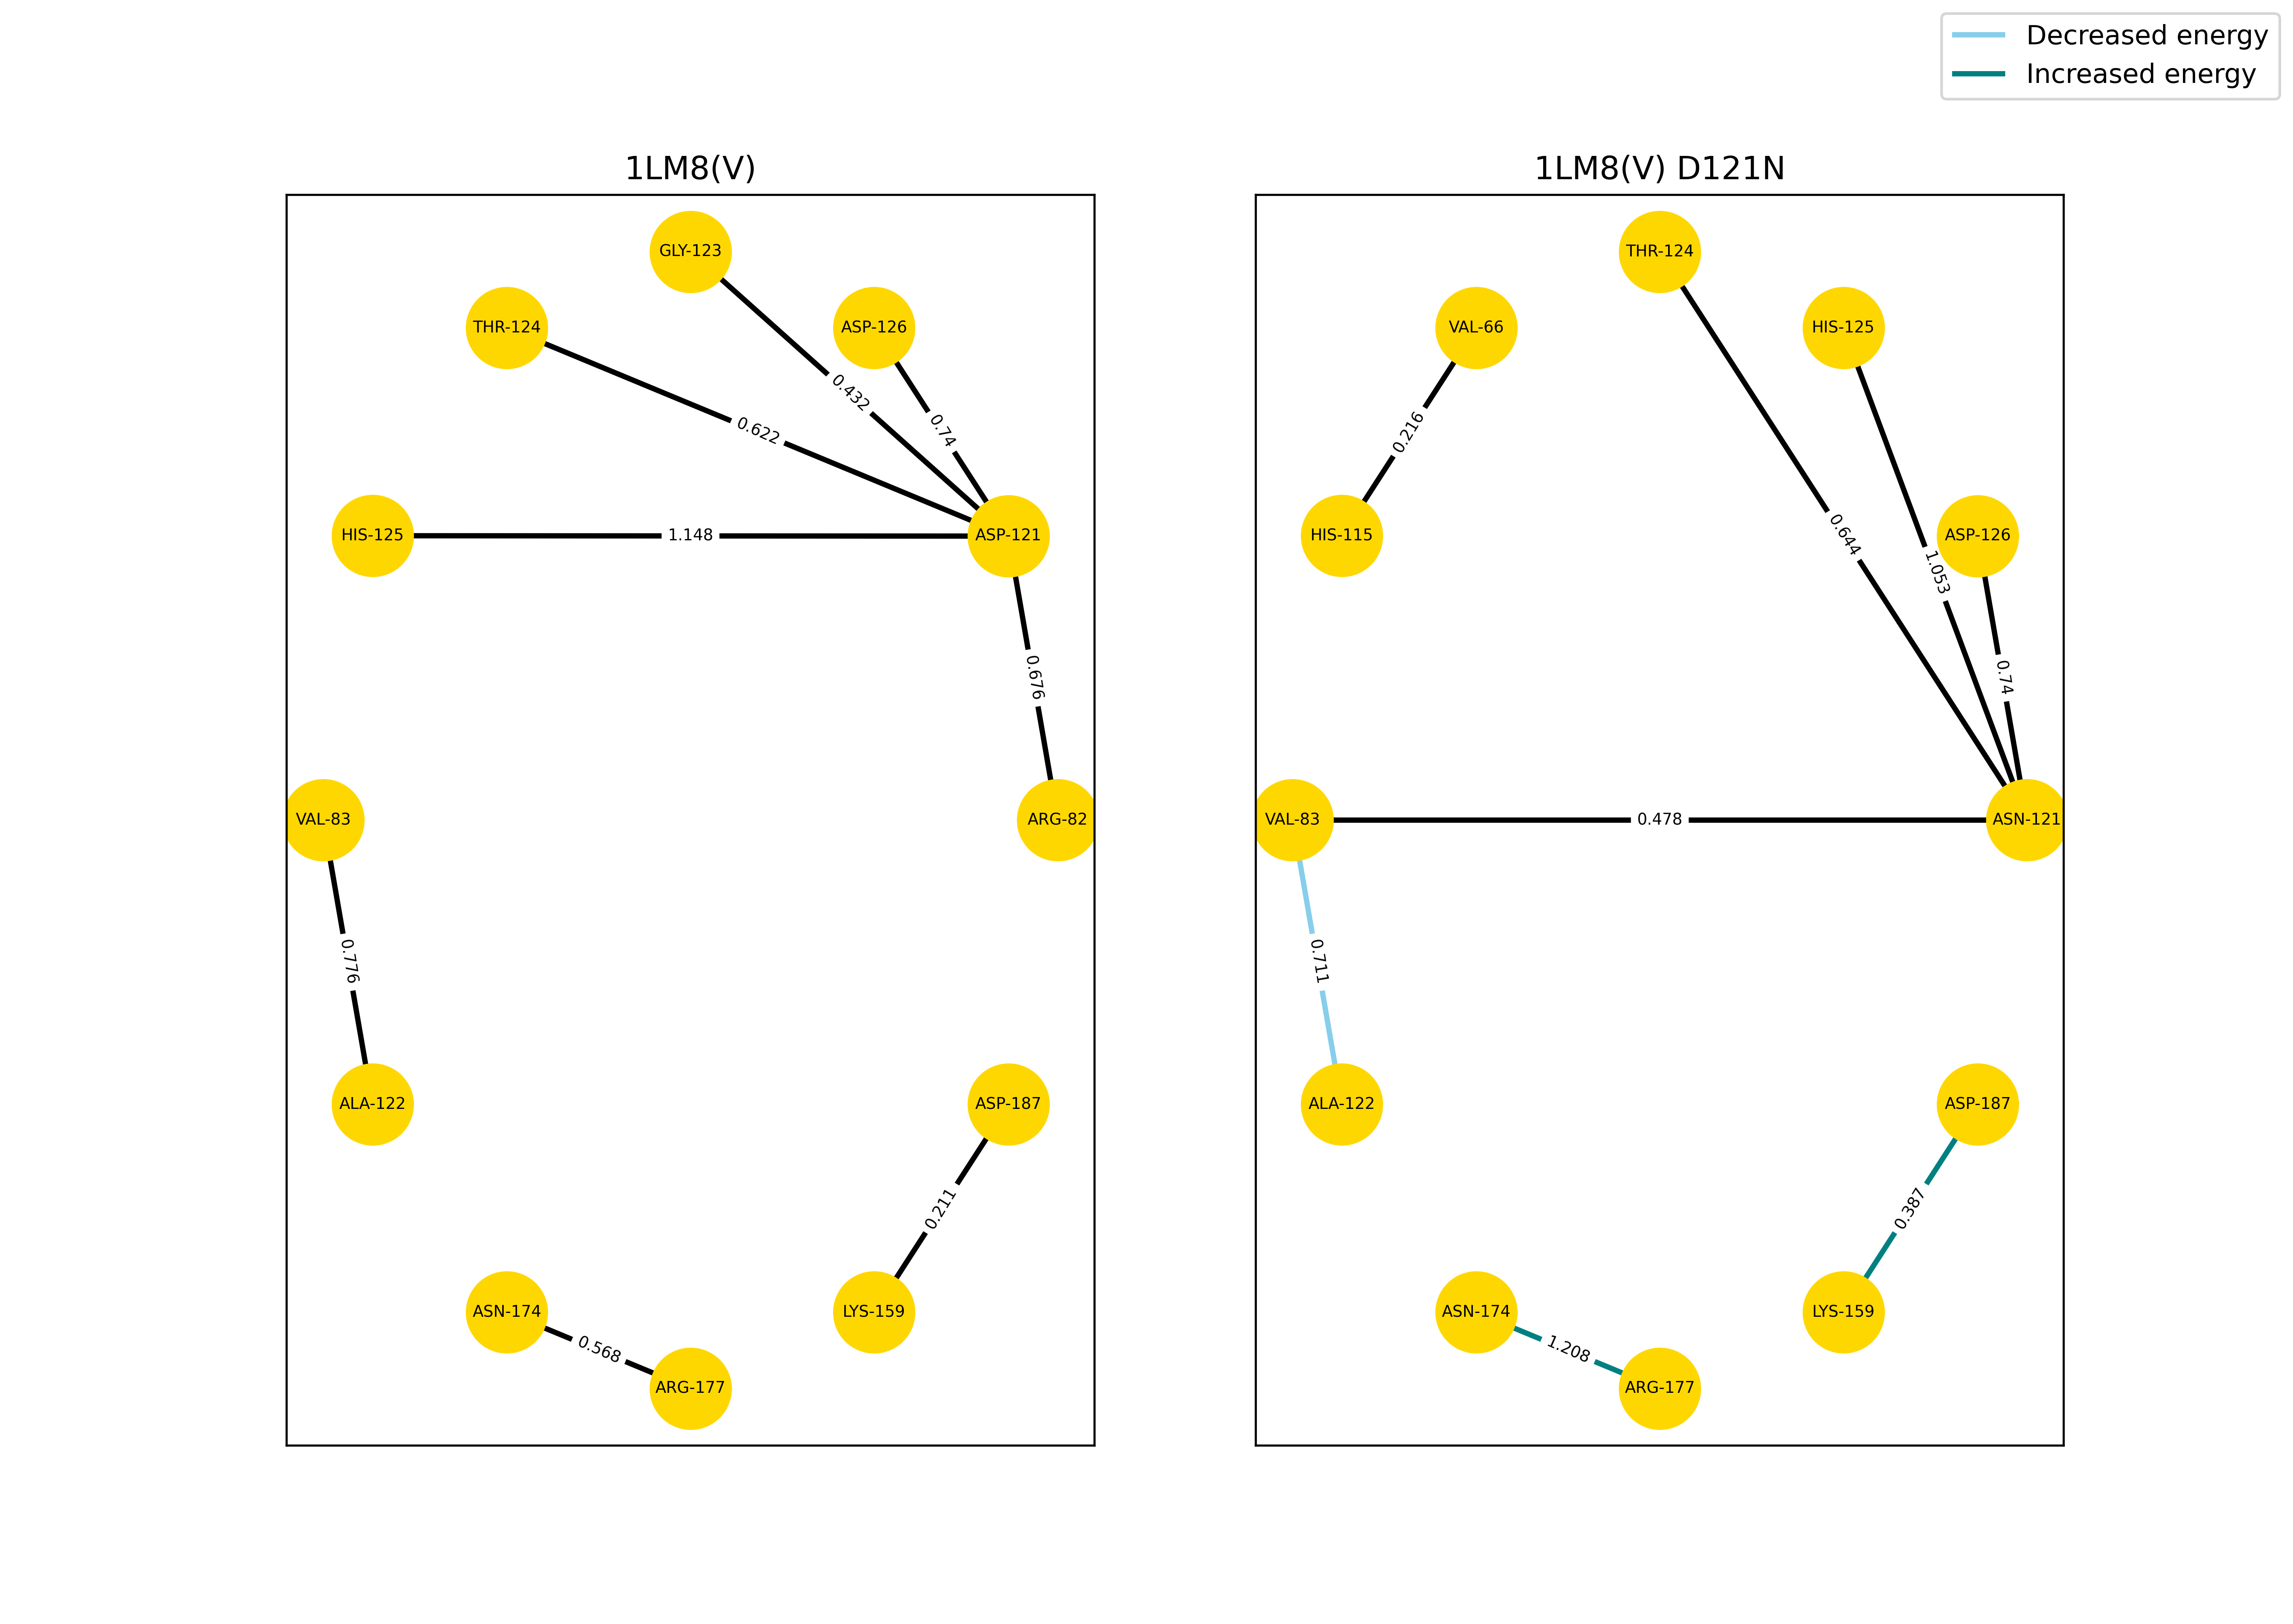 Decreased energy
Increased energy
1LM8(V)
GLY-123
THR-124
ASP-126
0.432
0.74
0.622
HIS-125
1.148
ASP-121
0.676
VAL-83
ARG-82
0.776
ALA-122
ASP-187
0.211
ASN-174
LYS-159
0.568
ARG-177
1LM8(V) D121N
THR-124
VAL-66
HIS-125
0.216
HIS-115
0.644
1.053
ASP-126
0.74
VAL-83
0.478
ASN-121
0.711
ALA-122
ASP-187
0.387
ASN-174
LYS-159
1.208
ARG-177